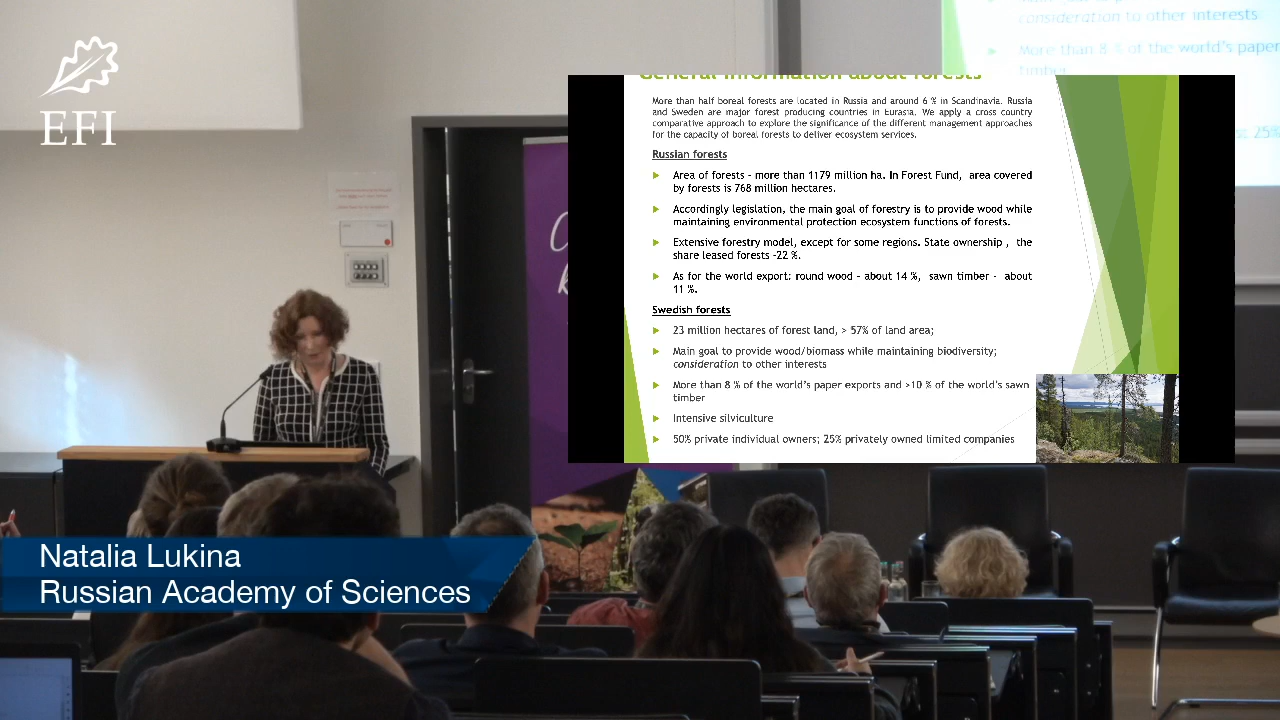 EFI
consideration to other interests
More than 8 % of the world's paper
timber
25%
General information about forests
More than half boreal forests are located in Russia and around 6 % in Scandinavia. Russia
and Sweden are major forest producing countries in Eurasia. We apply a cross country
comparative approach to explore the significance of the different management approaches
for the capacity of boreal forests to deliver ecosystem services.
Russian forests
Area of forests - more than 1179 million ha. In Forest Fund, area covered
by forests is 768 million hectares.
Accordingly legislation, the main goal of forestry is to provide wood while
maintaining environmental protection ecosystem functions of forests.
Extensive forestry model, except for some regions. State ownership , the
share leased forests -22 %.
As for the world export: round wood - about 14 %, sawn timber - about
11 %.
Swedish forests
23 million hectares of forest land, > 57% of land area;
Main goal to provide wood/biomass while maintaining biodiversity;
consideration to other interests
More than 8 % of the world's paper exports and >10 % of the world's sawn
timber
Intensive silviculture
50% private individual owners; 25% privately owned limited companies
Natalia Lukina
Russian Academy of Sciences